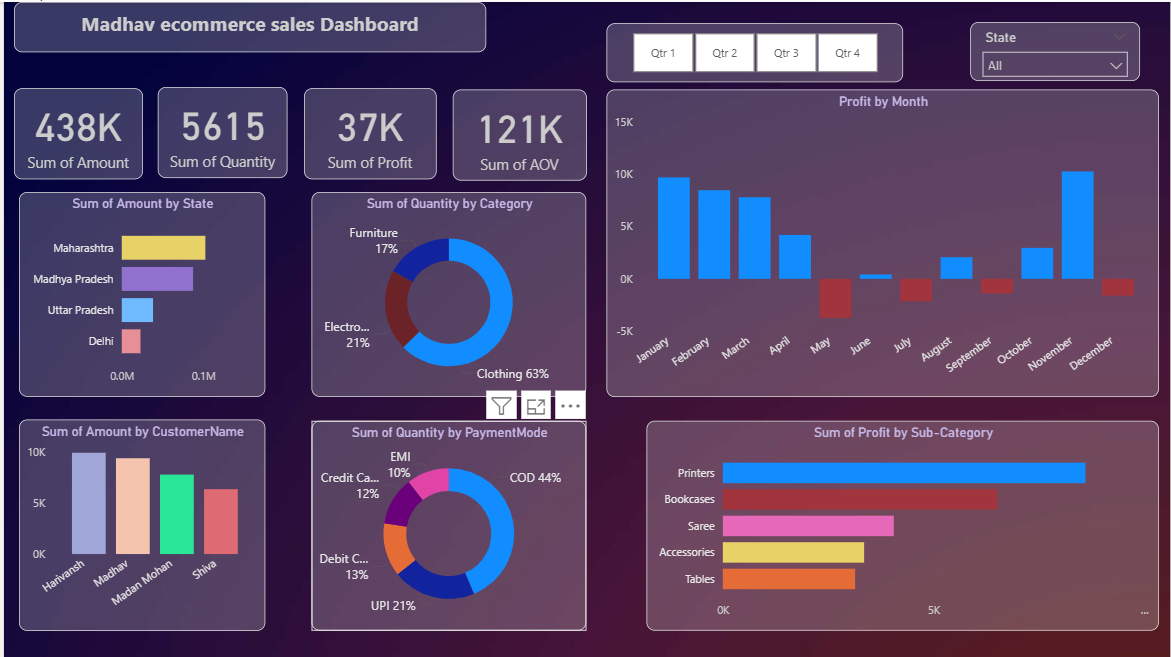 Madhav ecommerce sales Dashboard
Qtr 1
Qtr 2
Qtr 3
Qtr 4
State
All
438K
Sum of Amount
5615
Sum of Quantity
37K
Sum of Profit
121K
Sum of AOV
Profit by Month
15K
10K
5K
0K
-5K
January
February
March
April
May
June
July
August
September
October
November
December
Sum of Amount by State
Maharashtra
Madhya Pradesh
Uttar Pradesh
Delhi
0.0M
0.1M
Sum of Quantity by Category
Furniture
17%
Electro...
21%
Clothing 63%
Sum of Amount by CustomerName
10K
5K
0K
Harivansh
Madhav
Madan Mohan
Shiva
Sum of Quantity by PaymentMode
EMI
10%
Credit Ca...
12%
COD 44%
Debit C...
13%
UPI 21%
Sum of Profit by Sub-Category
Printers
Bookcases
Saree
Accessories
Tables
0K
5K
...